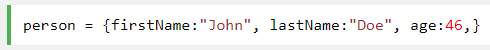 person = {firstName:"John", lastName:"Doe", age:46,}